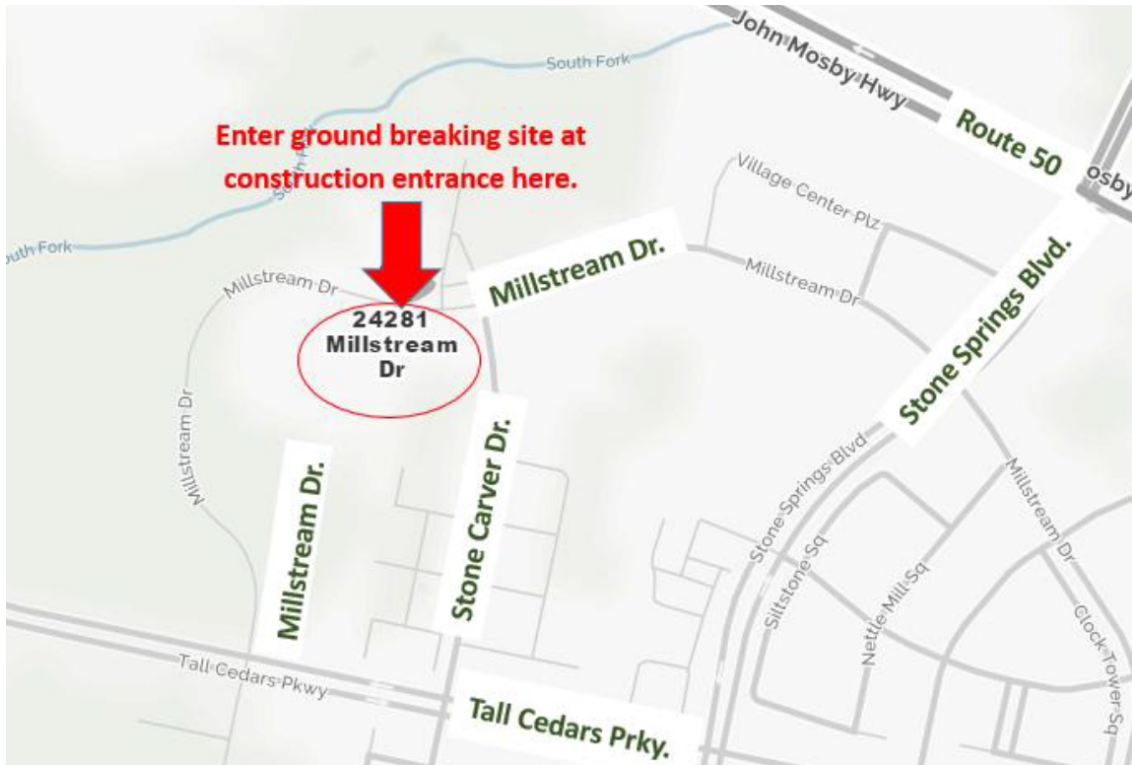 John Mosby Hwy
South Fork
Route 50
osby
Enter ground breaking site at
construction entrance here.
South Fork
outh Fork
Village Center Plz
Millstream Dr.
Millstream Dr
Millstream Dr
Stone Springs Blvd.
24281
Millstream
Dr
Millstream Dr
Millstream Dr.
Stone Carver Dr.
Stone Springs Blvd
Siltstone Sq
Nettle Mill Sq
Millstream Dr
Clock Tower Sq
Tall Cedars Pkwy
Tall Cedars Prky.